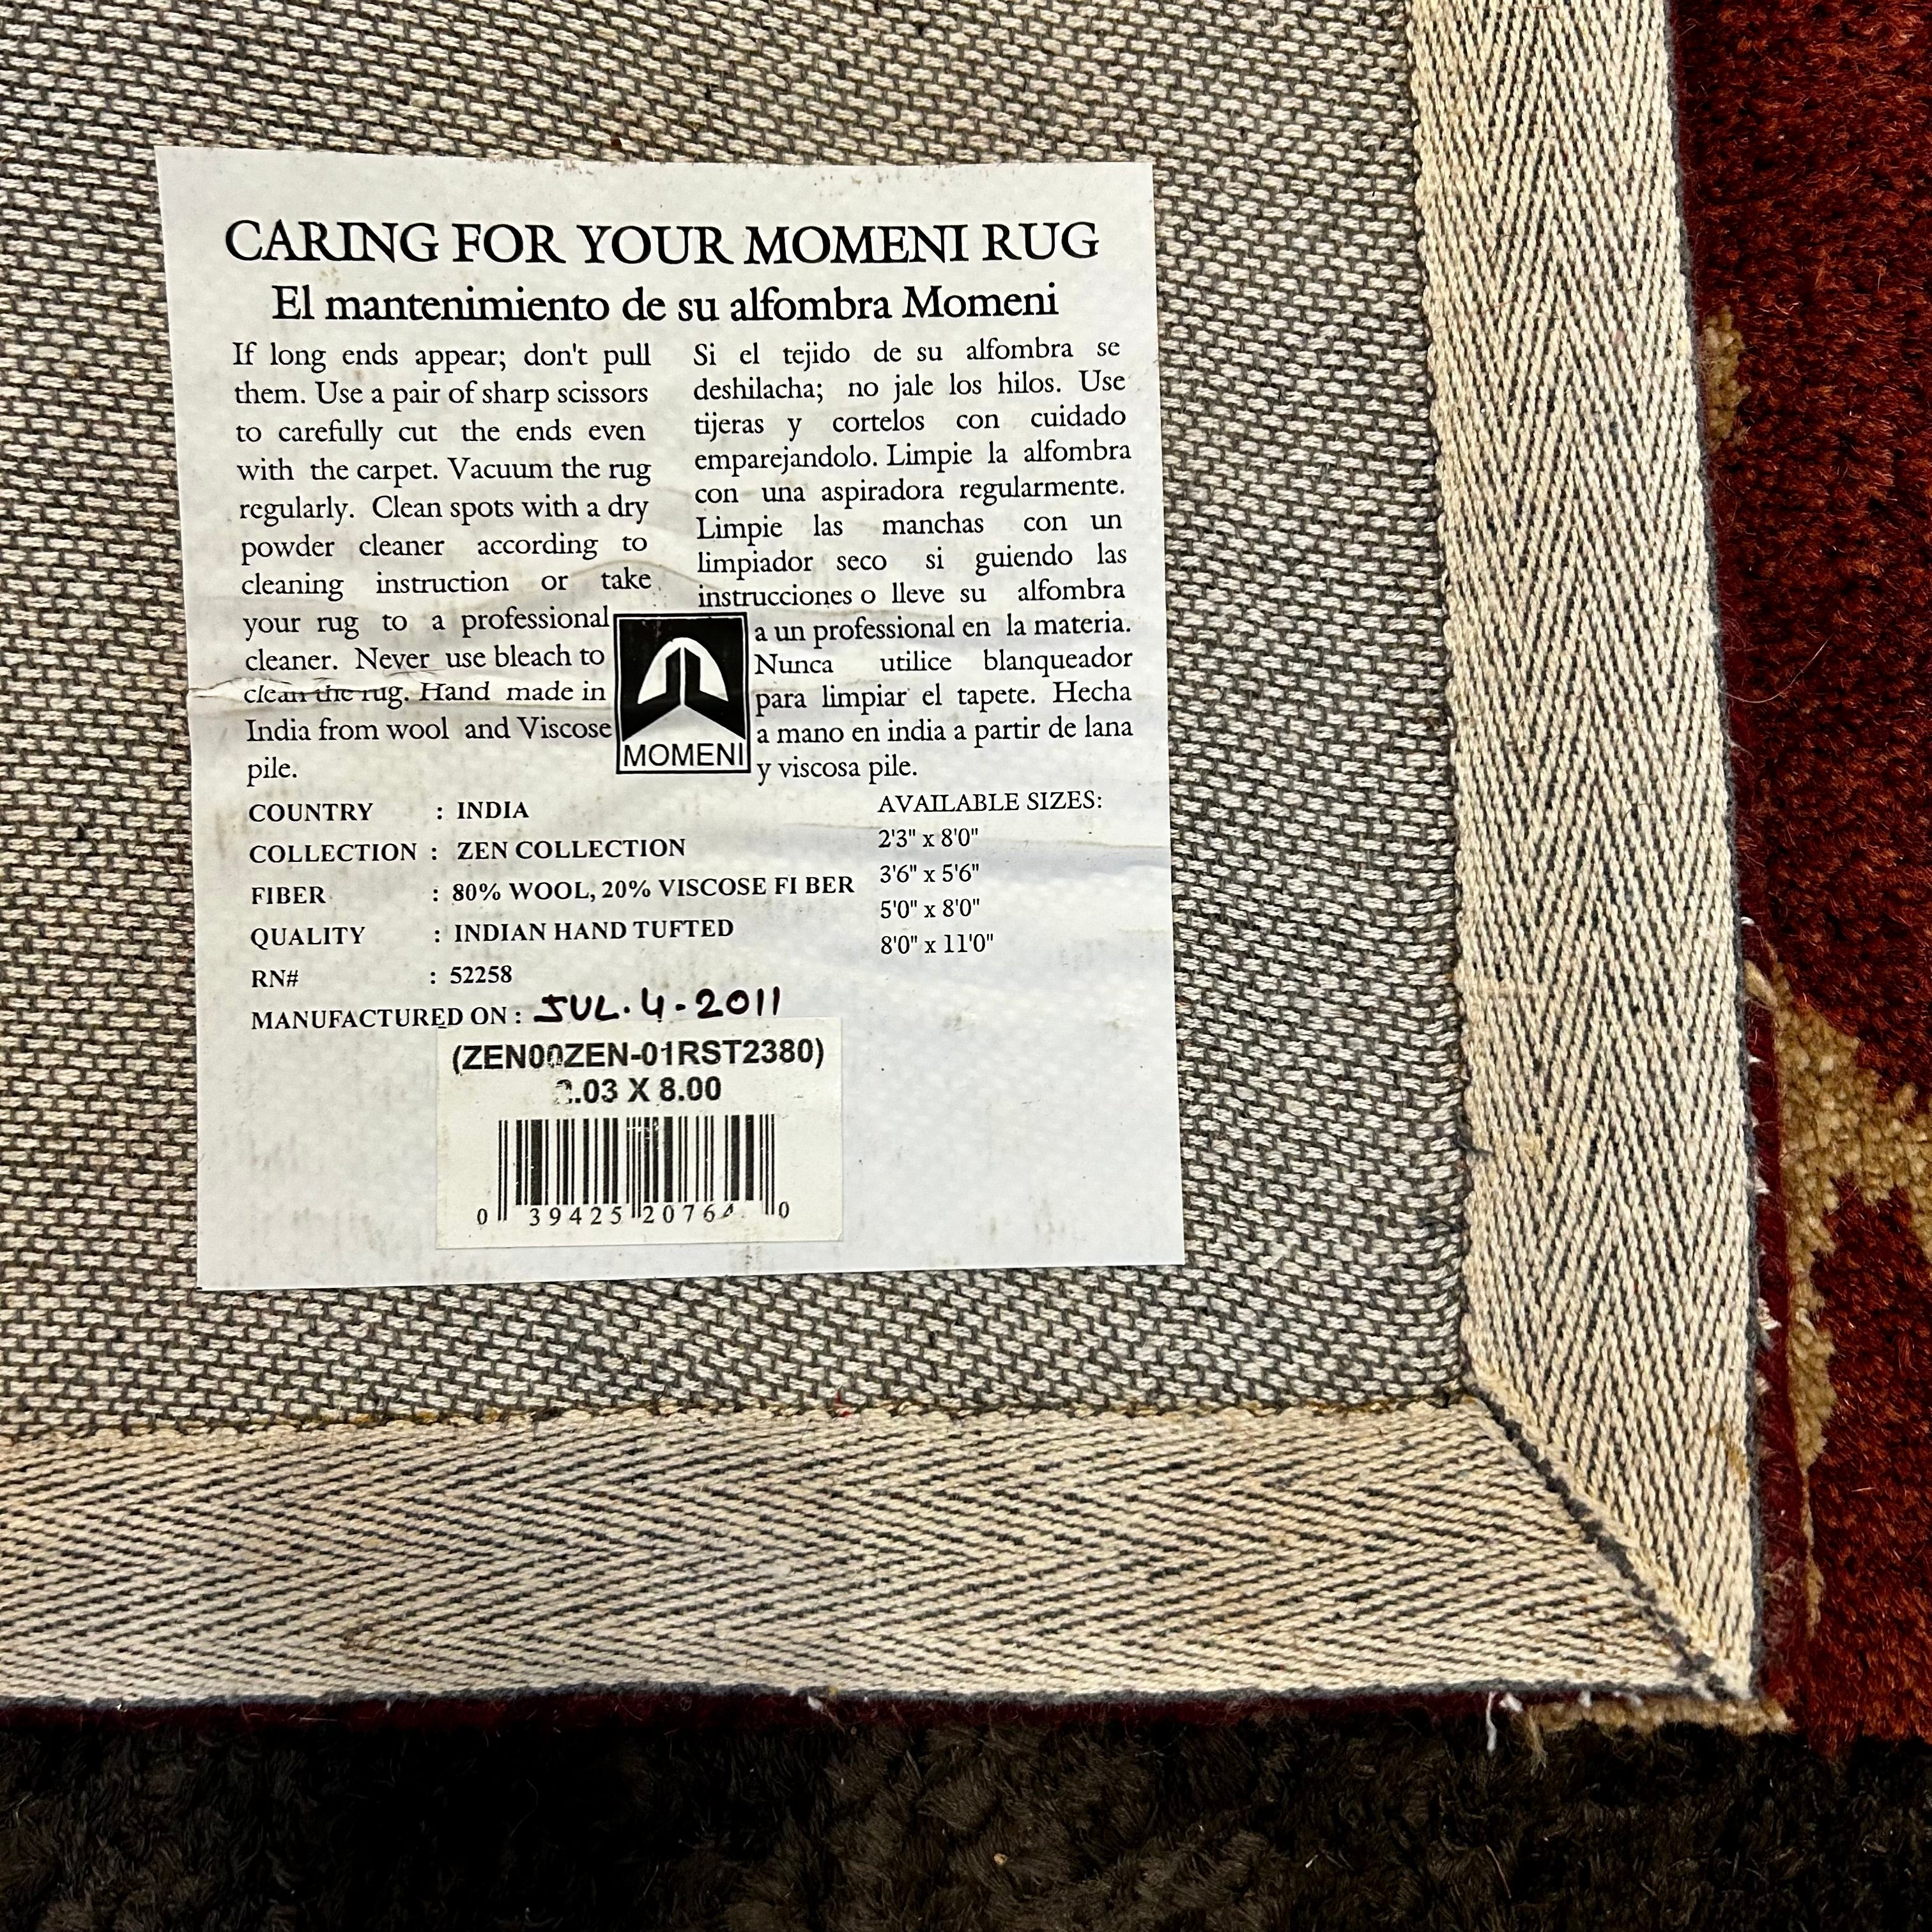 CARING FOR YOUR MOMENI RUG
El mantenimiento de su alfombra Momeni
If long ends appear; don't pull
them. Use a pair of sharp scissors
to carefully cut the ends even
with the carpet. Vacuum the rug
regularly. Clean spots with a dry
powder cleaner according to
cleaning instruction or take
your rug to a professional
cleaner. Never use bleach to
clean the rug. Hand made in
India from wool and Viscose
pile.
Si el tejido de su alfombra se
deshilacha; no jale los hilos. Use
tijeras y cortelos con cuidado
emparejandolo. Limpie la alfombra
con una aspiradora regularmente.
Limpie las manchas con un
limpiador seco si guiendo las
instrucciones o lleve su alfombra
a un professional en la materia.
Nunca utilice blanqueador
para limpiar el tapete. Hecha
a mano en india a partir de lana
y viscosa pile.
MOMENI
COUNTRY : INDIA
COLLECTION : ZEN COLLECTION
FIBER : 80% WOOL, 20% VISCOSE FI BER
QUALITY : INDIAN HAND TUFTED
RN# : 52258
MANUFACTURED ON : JUL. 4-2011
AVAILABLE SIZES:
2'3" x 8'0"
3'6" x 5'6"
5'0" x 8'0"
8'0" x 11'0"
(ZEN00ZEN-01RST2380)
2.03 X 8.00
0 39425 20764 0